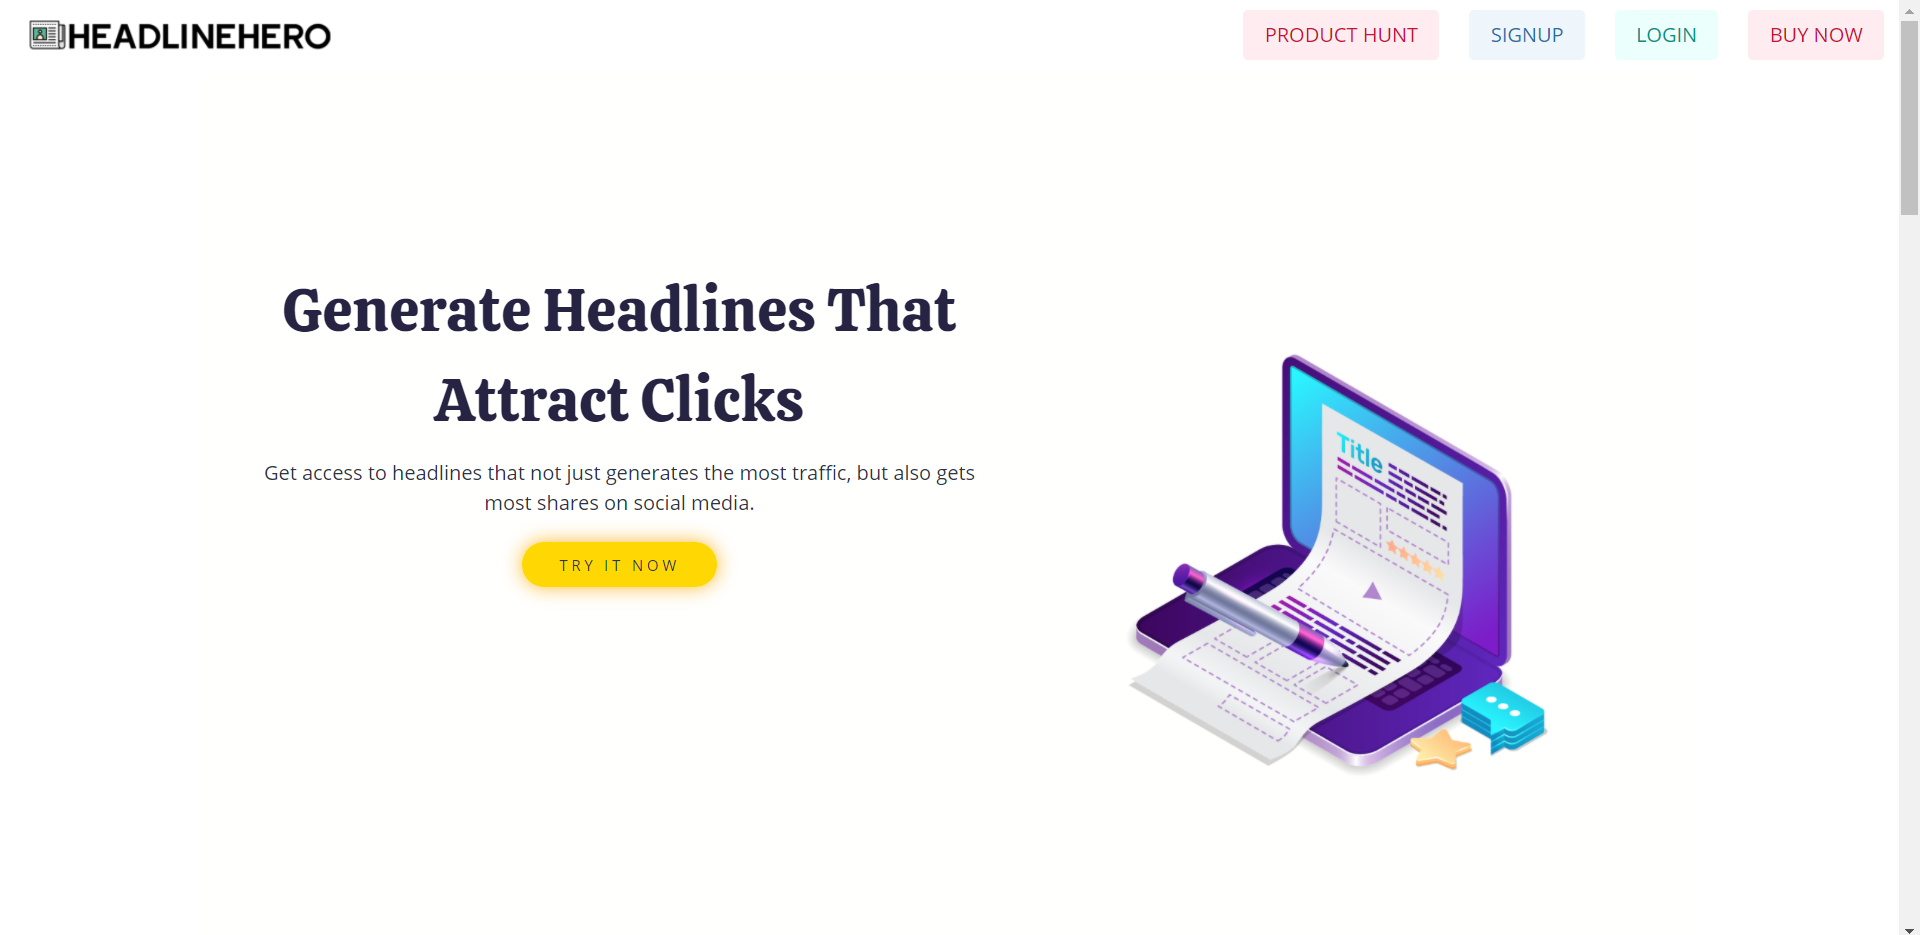 HEADLINEHERO
PRODUCT HUNT
SIGNUP
LOGIN
BUY NOW
Generate Headlines That
Attract Clicks
Get access to headlines that not just generates the most traffic, but also gets
most shares on social media.
TRY IT NOW
Title